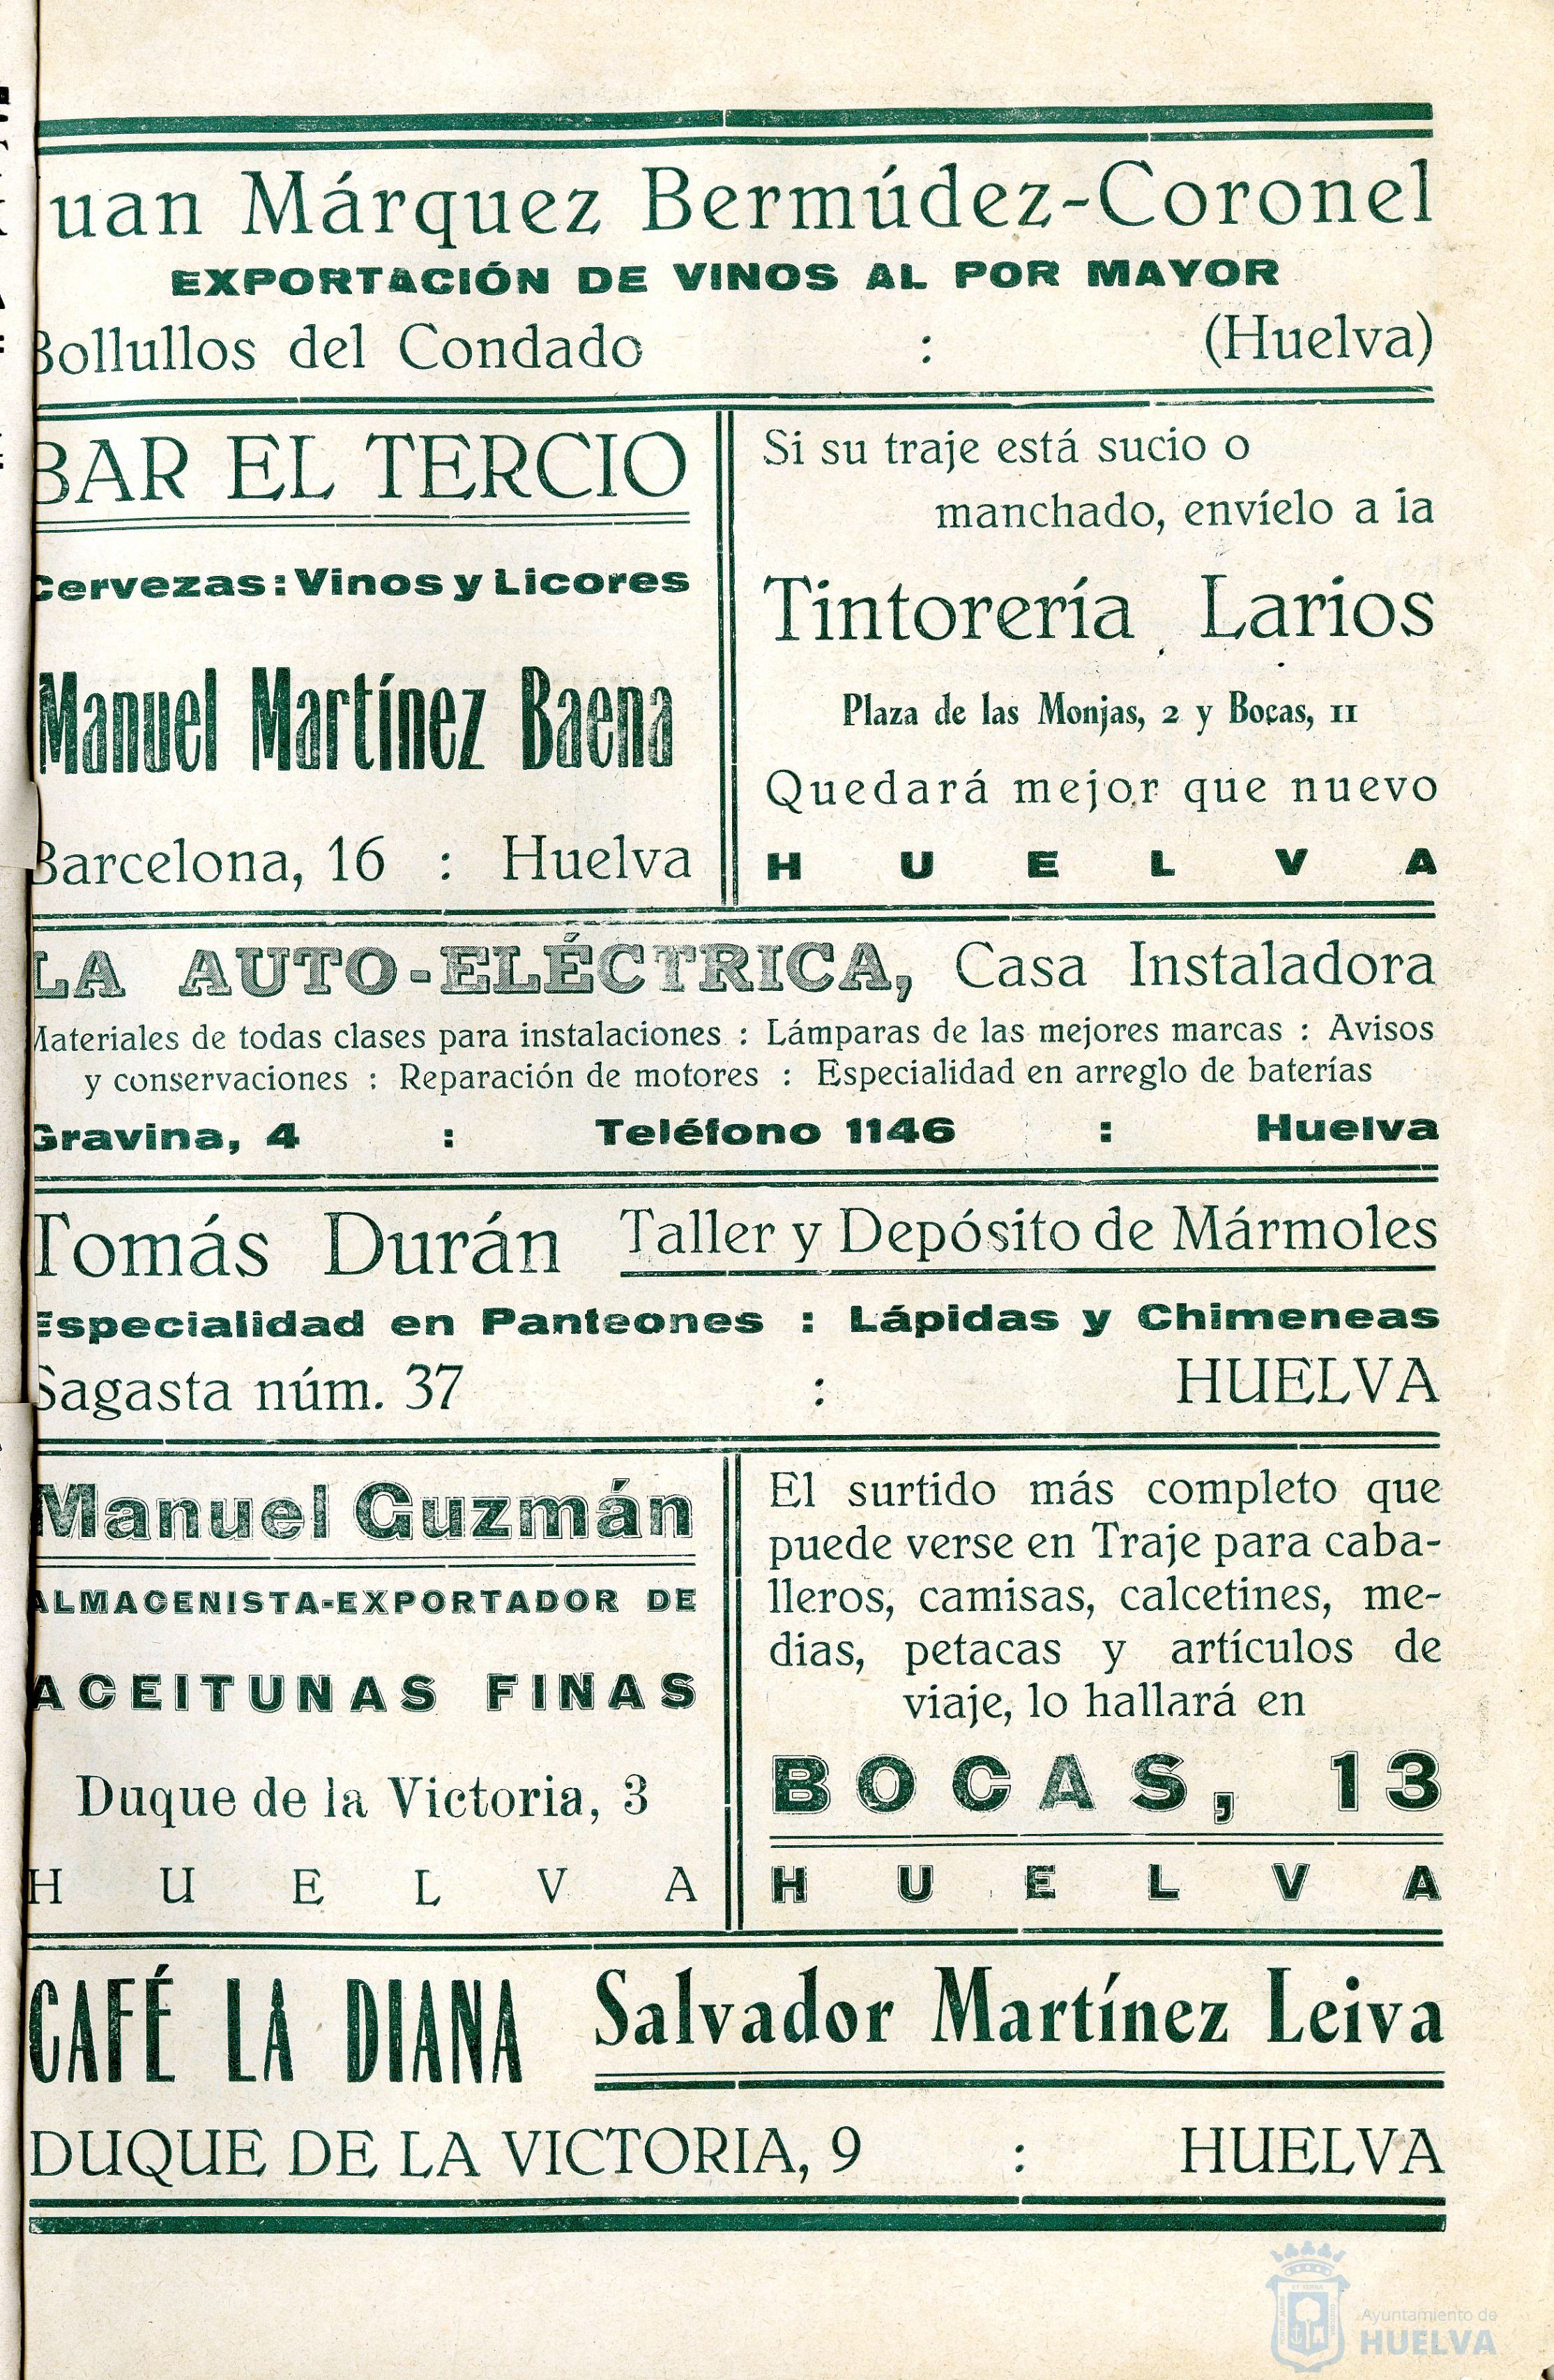 Juan Márquez Bermúdez-Coronel
EXPORTACIÓN DE VINOS AL POR MAYOR
Bollullos del Condado : (Huelva)
BAR EL TERCIO
Cervezas: Vinos y Licores
Manuel Martínez Baena
Barcelona, 16 : Huelva
Si su traje está sucio o
manchado, envíelo a la
Tintorería Larios
Plaza de las Monjas, 2 y Bocas, 11
Quedará mejor que nuevo
HUELVA
LA AUTO-ELÉCTRICA, Casa Instaladora
Materiales de todas clases para instalaciones : Lámparas de las mejores marcas : Avisos
y conservaciones : Reparación de motores : Especialidad en arreglo de baterías
Gravina, 4 : Teléfono 1146 : Huelva
Tomás Durán Taller y Depósito de Mármoles
Especialidad en Panteones : Lápidas y Chimeneas
Sagasta núm. 37 : HUELVA
Manuel Guzmán
ALMACENISTA-EXPORTADOR DE
ACEITUNAS FINAS
Duque de la Victoria, 3
HUELVA
El surtido más completo que
puede verse en Traje para caba-
lleros, camisas, calcetines, me-
dias, petacas y artículos de
viaje, lo hallará en
BOCAS, 13
HUELVA
CAFÉ LA DIANA Salvador Martínez Leiva
DUQUE DE LA VICTORIA, 9 : HUELVA
Ayuntamiento de
HUELVA